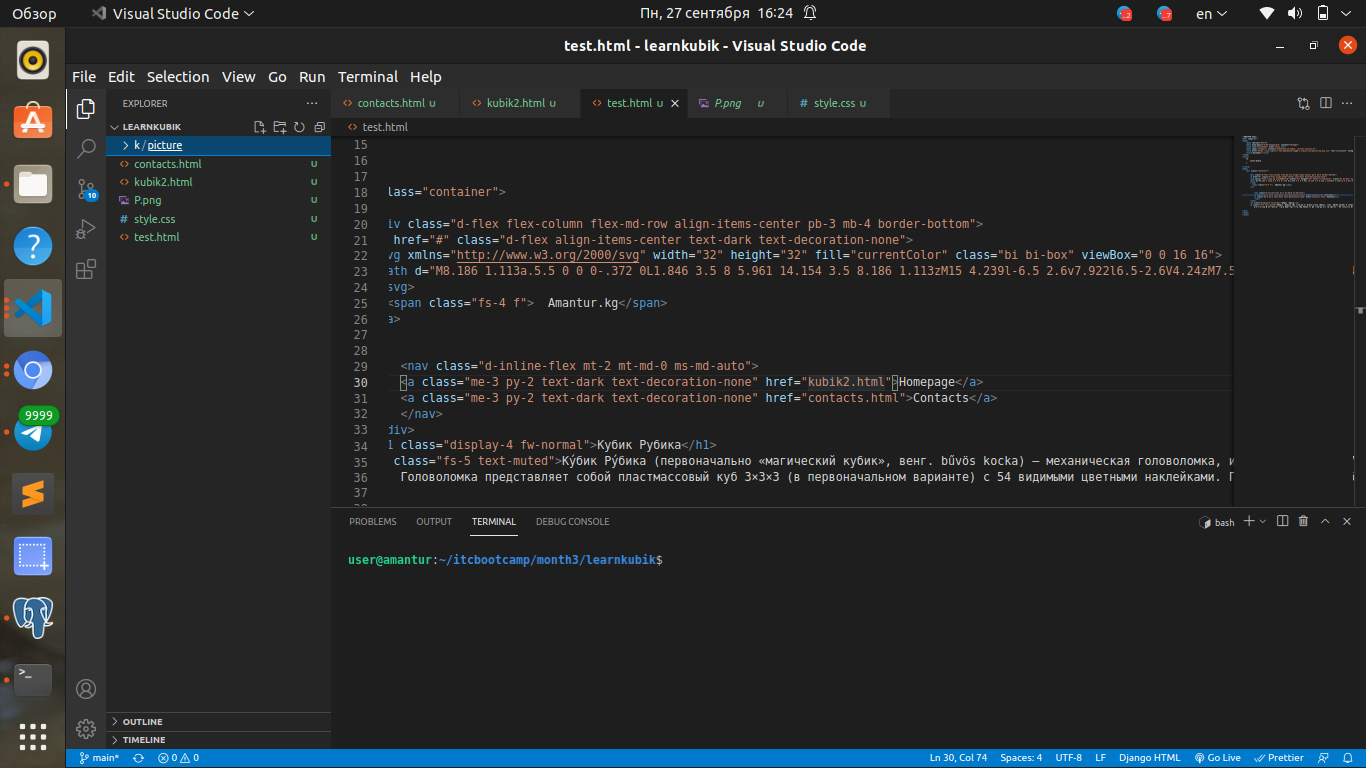 Обзор Visual Studio Code Пн, 27 сентября 16:24 en
test.html - learnkubik - Visual Studio Code
File Edit Selection View Go Run Terminal Help
EXPLORER
LEARNKUBIK
k / picture
contacts.html U
kubik2.html U
P.png U
style.css U
test.html U
OUTLINE
TIMELINE
9999
10
contacts.html U kubik2.html U test.html U P.png U style.css U
test.html
15
16
17
18 lass="container">
19
20 iv class="d-flex flex-column flex-md-row align-items-center pb-3 mb-4 border-bottom">
21 href="#" class="d-flex align-items-center text-dark text-decoration-none">
22 vg xmlns="http://www.w3.org/2000/svg" width="32" height="32" fill="currentColor" class="bi bi-box" viewBox="0 0 16 16">
23 ath d="M8.186 1.113a.5.5 0 0 0-.372 0L1.846 3.5 8 5.961 14.154 3.5 8.186 1.113zM15 4.239l-6.5 2.6v7.922l6.5-2.6V4.24zM7.5
24 svg>
25 <span class="fs-4 f"> Amantur.kg</span>
26 a>
27
28
29 <nav class="d-inline-flex mt-2 mt-md-0 ms-md-auto">
30 <a class="me-3 py-2 text-dark text-decoration-none" href="kubik2.html">Homepage</a>
31 <a class="me-3 py-2 text-dark text-decoration-none" href="contacts.html">Contacts</a>
32 </nav>
33 div>
34 1 class="display-4 fw-normal">Кубик Рубика</h1>
35 class="fs-5 text-muted">Ку́бик Ру́бика (первоначально «магический кубик», венг. bűvös kocka) — механическая головоломка, и
36 Головоломка представляет собой пластмассовый куб 3×3×3 (в первоначальном варианте) с 54 видимыми цветными наклейками. Г
37
PROBLEMS OUTPUT TERMINAL DEBUG CONSOLE bash
user@amantur:~/itcbootcamp/month3/learnkubik$
main* 0 0 Ln 30, Col 74 Spaces: 4 UTF-8 LF Django HTML Go Live Prettier